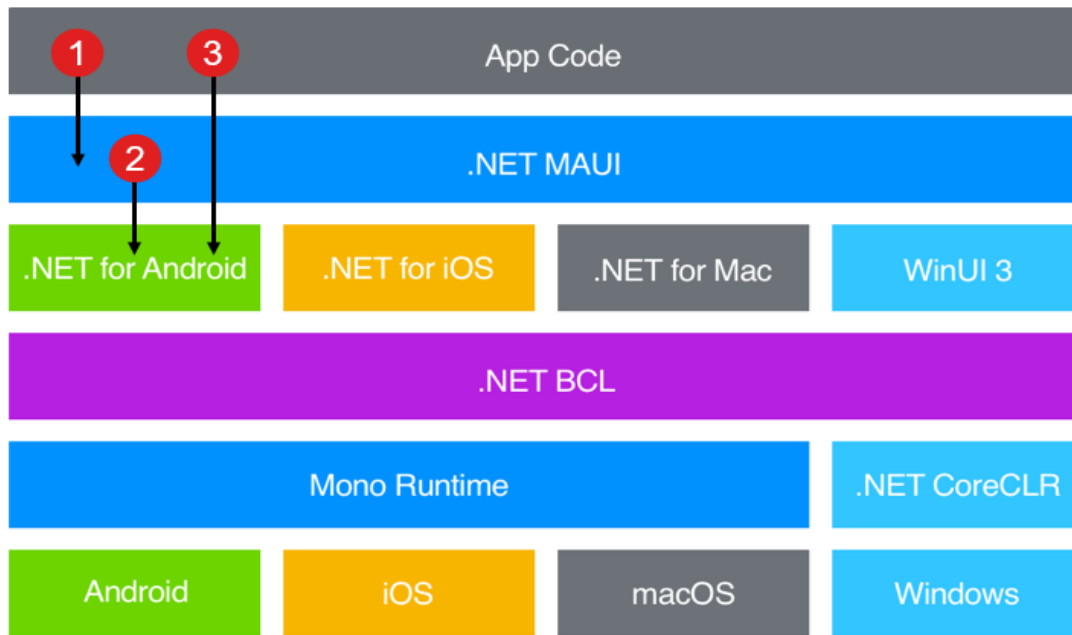 1
3
App Code
2
.NET MAUI
.NET for Android
.NET for iOS
.NET for Mac
WinUI 3
.NET BCL
Mono Runtime
.NET CoreCLR
Android
iOS
macOS
Windows